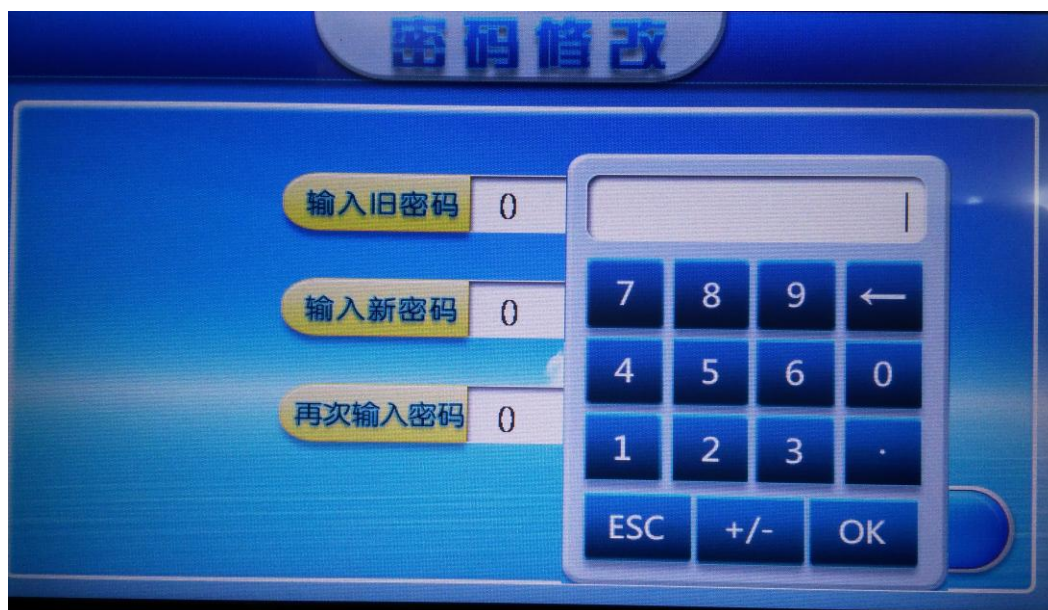 密码修改
输入旧密码 0
输入新密码 0
再次输入密码 0
7 8 9 ←
4 5 6 0
1 2 3 .
ESC +/- OK